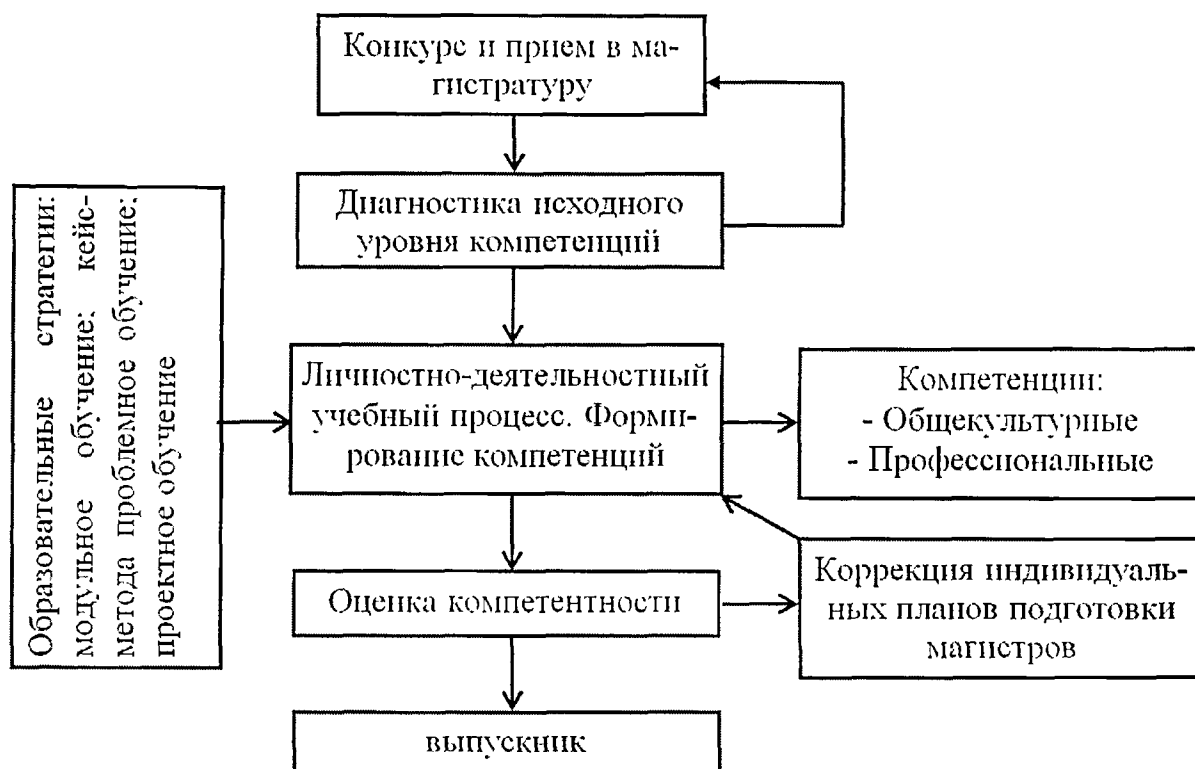 Конкурс и прием в ма-
гистратуру
Диагностика исходного
уровня компетенций
Образовательные стратегии:
модульное обучение; кейс-
метода проблемное обучение;
проектное обучение
Личностно-деятельностный
учебный процесс. Форми-
рование компетенций
Компетенции:
- Общекультурные
- Профессиональные
Оценка компетентности
Коррекция индивидуаль-
ных планов подготовки
магистров
выпускник